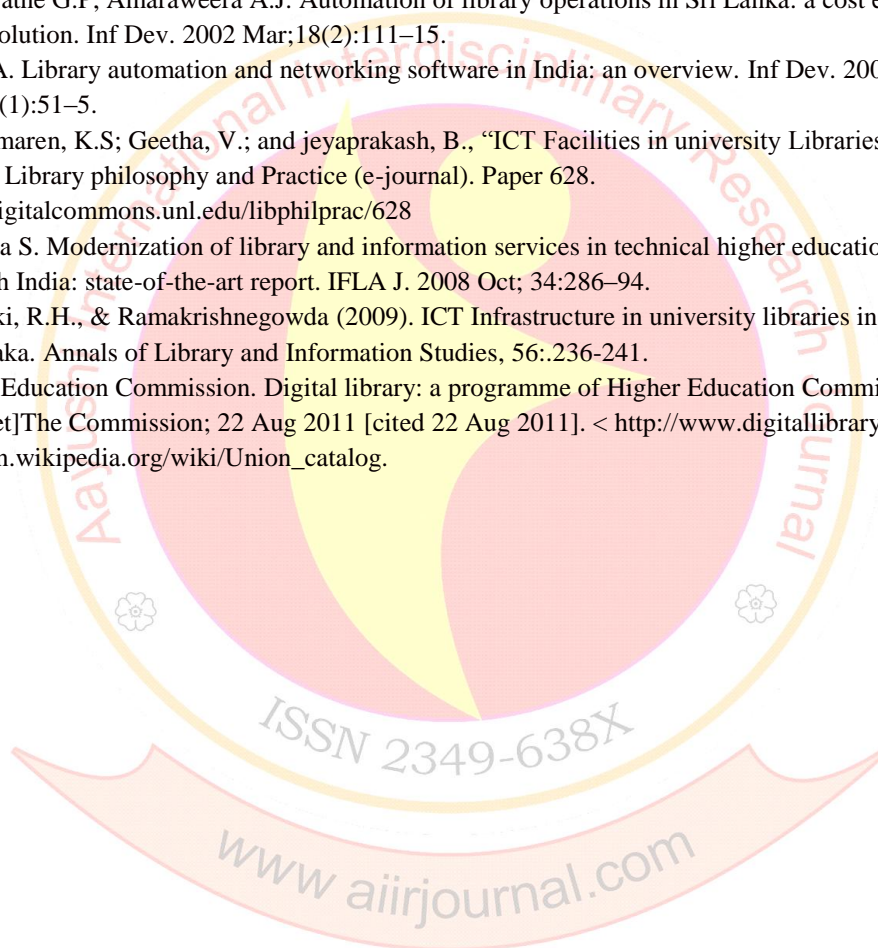 G.P, Amaraweera A.J. Automation of library operations in Sri Lanka: a cost
olution. Inf Dev. 2002 Mar;18(2):111–15.
A. Library automation and networking software in India: an overview. Inf Dev. 200
(1):51–5.
maren, K.S; Geetha, V.; and jeyaprakash, B., “ICT Facilities in university Libraries
Library philosophy and Practice (e-journal). Paper 628.
igitalcommons.unl.edu/libphilprac/628
a S. Modernization of library and information services in technical higher educatio
h India: state-of-the-art report. IFLA J. 2008 Oct; 34:286–94.
ki, R.H., & Ramakrishnegowda (2009). ICT Infrastructure in university libraries in
aka. Annals of Library and Information Studies, 56:.236-241.
Education Commission. Digital library: a programme of Higher Education Commi
et]The Commission; 22 Aug 2011 [cited 22 Aug 2011]. < http://www.digitallibrary
n.wikipedia.org/wiki/Union_catalog.
Aayushi International Interdisciplinary Research Journal
ISSN 2349-638X
www aiirjournal.com